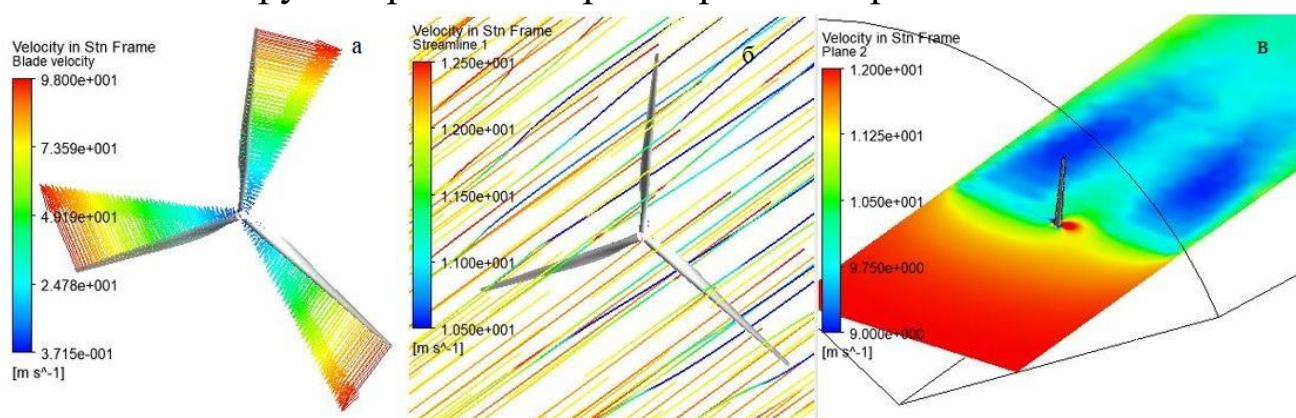 Velocity in Stn Frame
Blade velocity
9.800e+001
7.359e+001
4.919e+001
2.478e+001
3.715e-001
[m s^-1]
а
Velocity in Stn Frame
Streamline 1
1.250e+001
1.200e+001
1.150e+001
1.100e+001
1.050e+001
[m s^-1]
б
Velocity in Stn Frame
Plane 2
1.200e+001
1.125e+001
1.050e+001
9.750e+000
9.000e+000
[m s^-1]
в